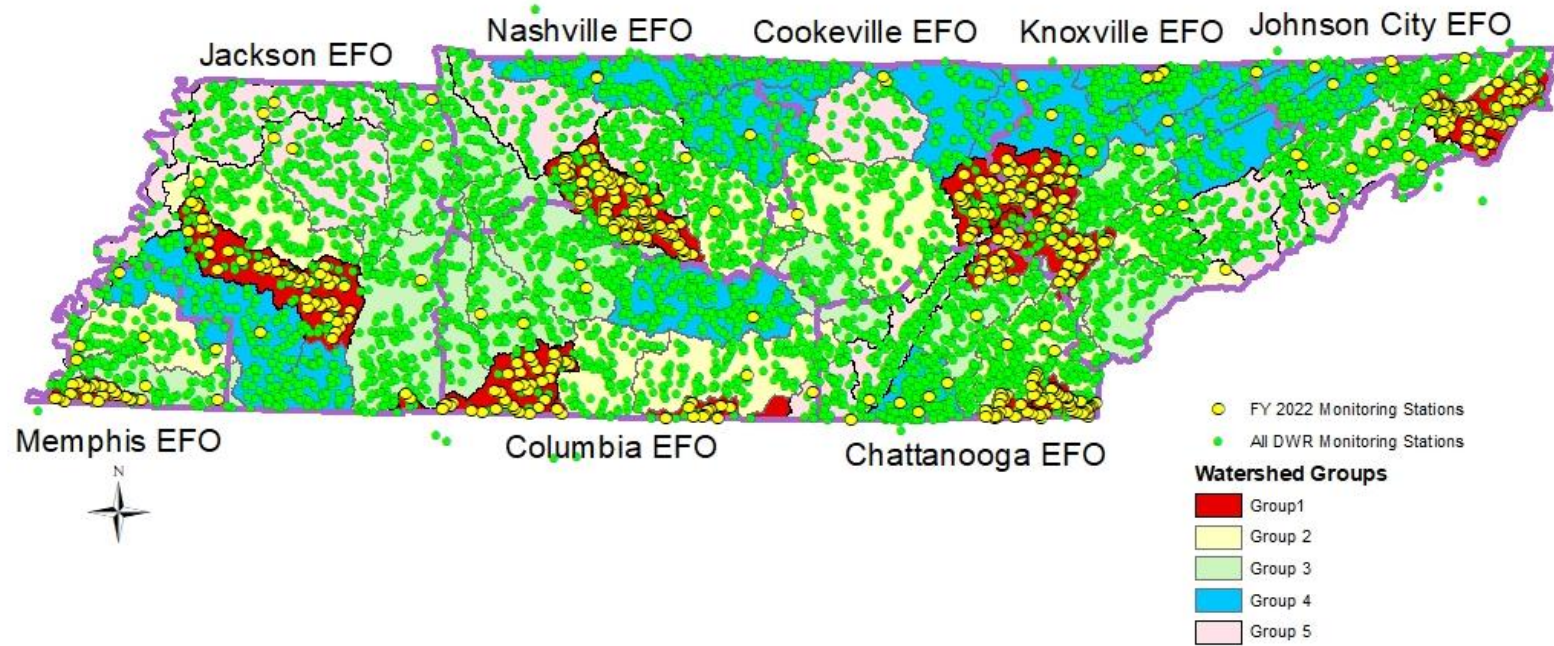 Nashville EFO
Cookeville EFO
Knoxville EFO
Johnson City EFO
Jackson EFO
Memphis EFO
Columbia EFO
Chattanooga EFO
N
FY 2022 Monitoring Stations
All DWR Monitoring Stations
Watershed Groups
Group1
Group 2
Group 3
Group 4
Group 5